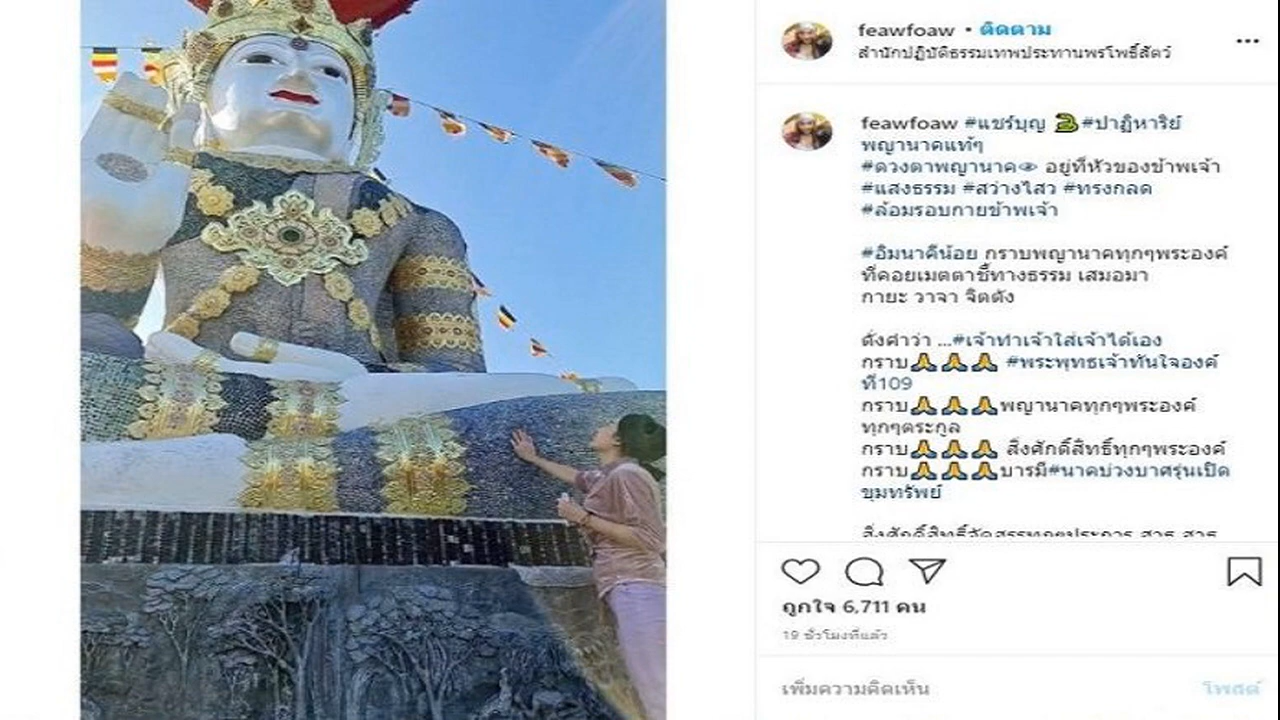 feawfoaw • ติดตาม
สำนักปฏิบัติธรรมเทพประทานพรโพธิ์สัตว์
feawfoaw #แชร์บุญ 🐍#ปาฏิหาริย์
พญานาคแท้ๆ
#ดวงตาพญานาค👁 อยู่ที่หัวของข้าพเจ้า
#แสงธรรม #สว่างไสว #ทรงกลด
#ล้อมรอบกายข้าพเจ้า
#อิมนาคีน้อย กราบพญานาคทุกๆพระองค์
ที่คอยเมตตาชี้ทางธรรม เสมอมา
กายะ วาจา จิตตัง
ดั่งคำว่า ...#เจ้าทำเจ้าใส่เจ้าได้เอง
กราบ🙏🙏🙏 #พระพุทธเจ้าทันใจองค์
ที่109
กราบ🙏🙏🙏พญานาคทุกๆพระองค์
ทุกๆตระกูล
กราบ🙏🙏🙏 สิ่งศักดิ์สิทธิ์ทุกๆพระองค์
กราบ🙏🙏🙏บารมี#นาคบ่วงบาศรุ่นเปิด
ขุมทรัพย์
ถูกใจ 6,711 คน
19 ชั่วโมงที่แล้ว
เพิ่มความคิดเห็น
โพสต์